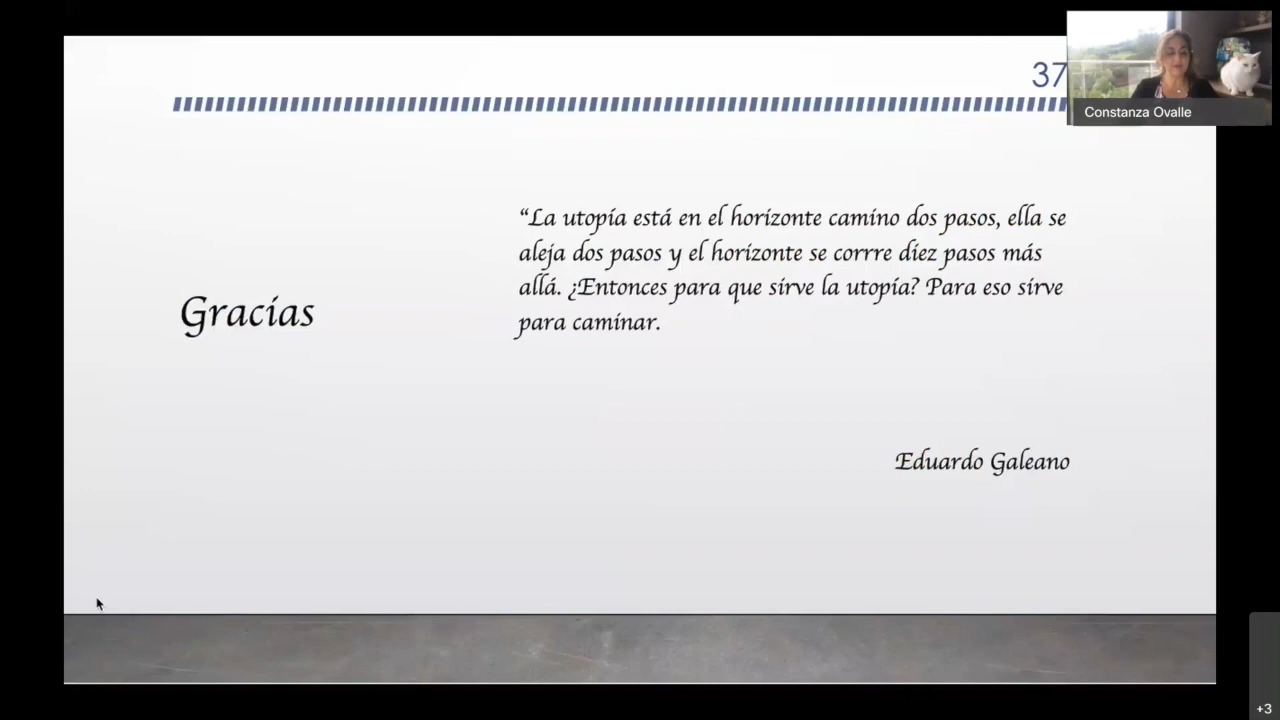 37
Constanza Ovalle
“La utopía está en el horizonte camino dos pasos, ella se
aleja dos pasos y el horizonte se corrre diez pasos más
allá. ¿Entonces para que sirve la utopía? Para eso sirve
para caminar.
Gracias
Eduardo Galeano
+3